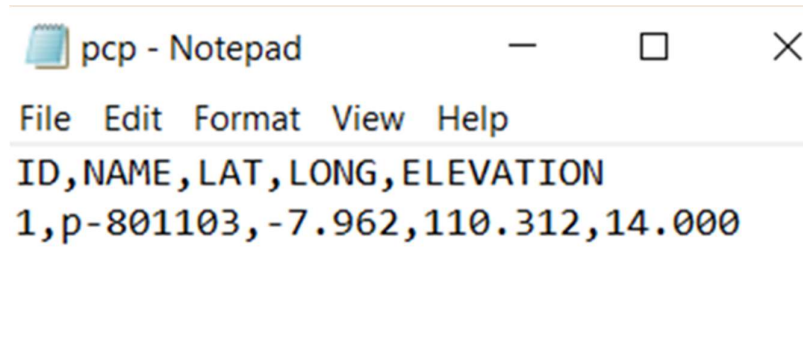 pcp - Notepad
File Edit Format View Help
ID,NAME,LAT,LONG,ELEVATION
1,p-801103,-7.962,110.312,14.000